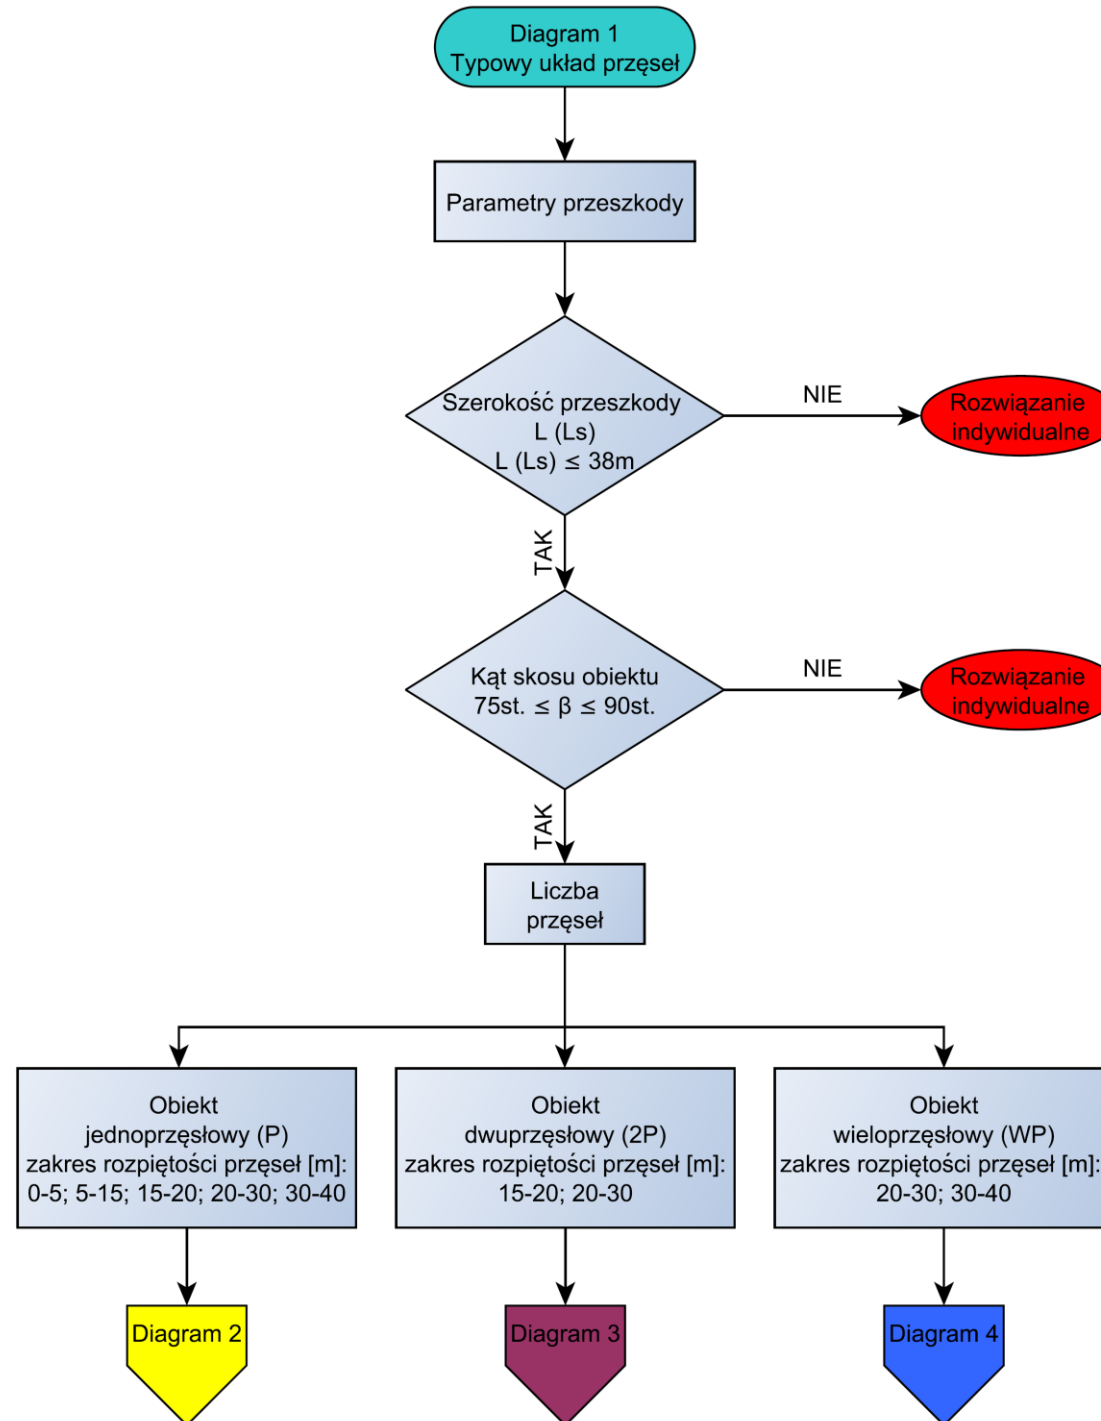 Diagram 1
Typowy układ przęseł
Parametry przeszkody
Szerokość przeszkody
L (Ls)
L (Ls) ≤ 38m
NIE
Rozwiązanie
indywidualne
TAK
Kąt skosu obiektu
75st. ≤ β ≤ 90st.
NIE
Rozwiązanie
indywidualne
TAK
Liczba
przęseł
Obiekt
jednoprzęsłowy (P)
zakres rozpiętości przęseł [m]:
0-5; 5-15; 15-20; 20-30; 30-40
Obiekt
dwuprzęsłowy (2P)
zakres rozpiętości przęseł [m]:
15-20; 20-30
Obiekt
wieloprzęsłowy (WP)
zakres rozpiętości przęseł [m]:
20-30; 30-40
Diagram 2
Diagram 3
Diagram 4